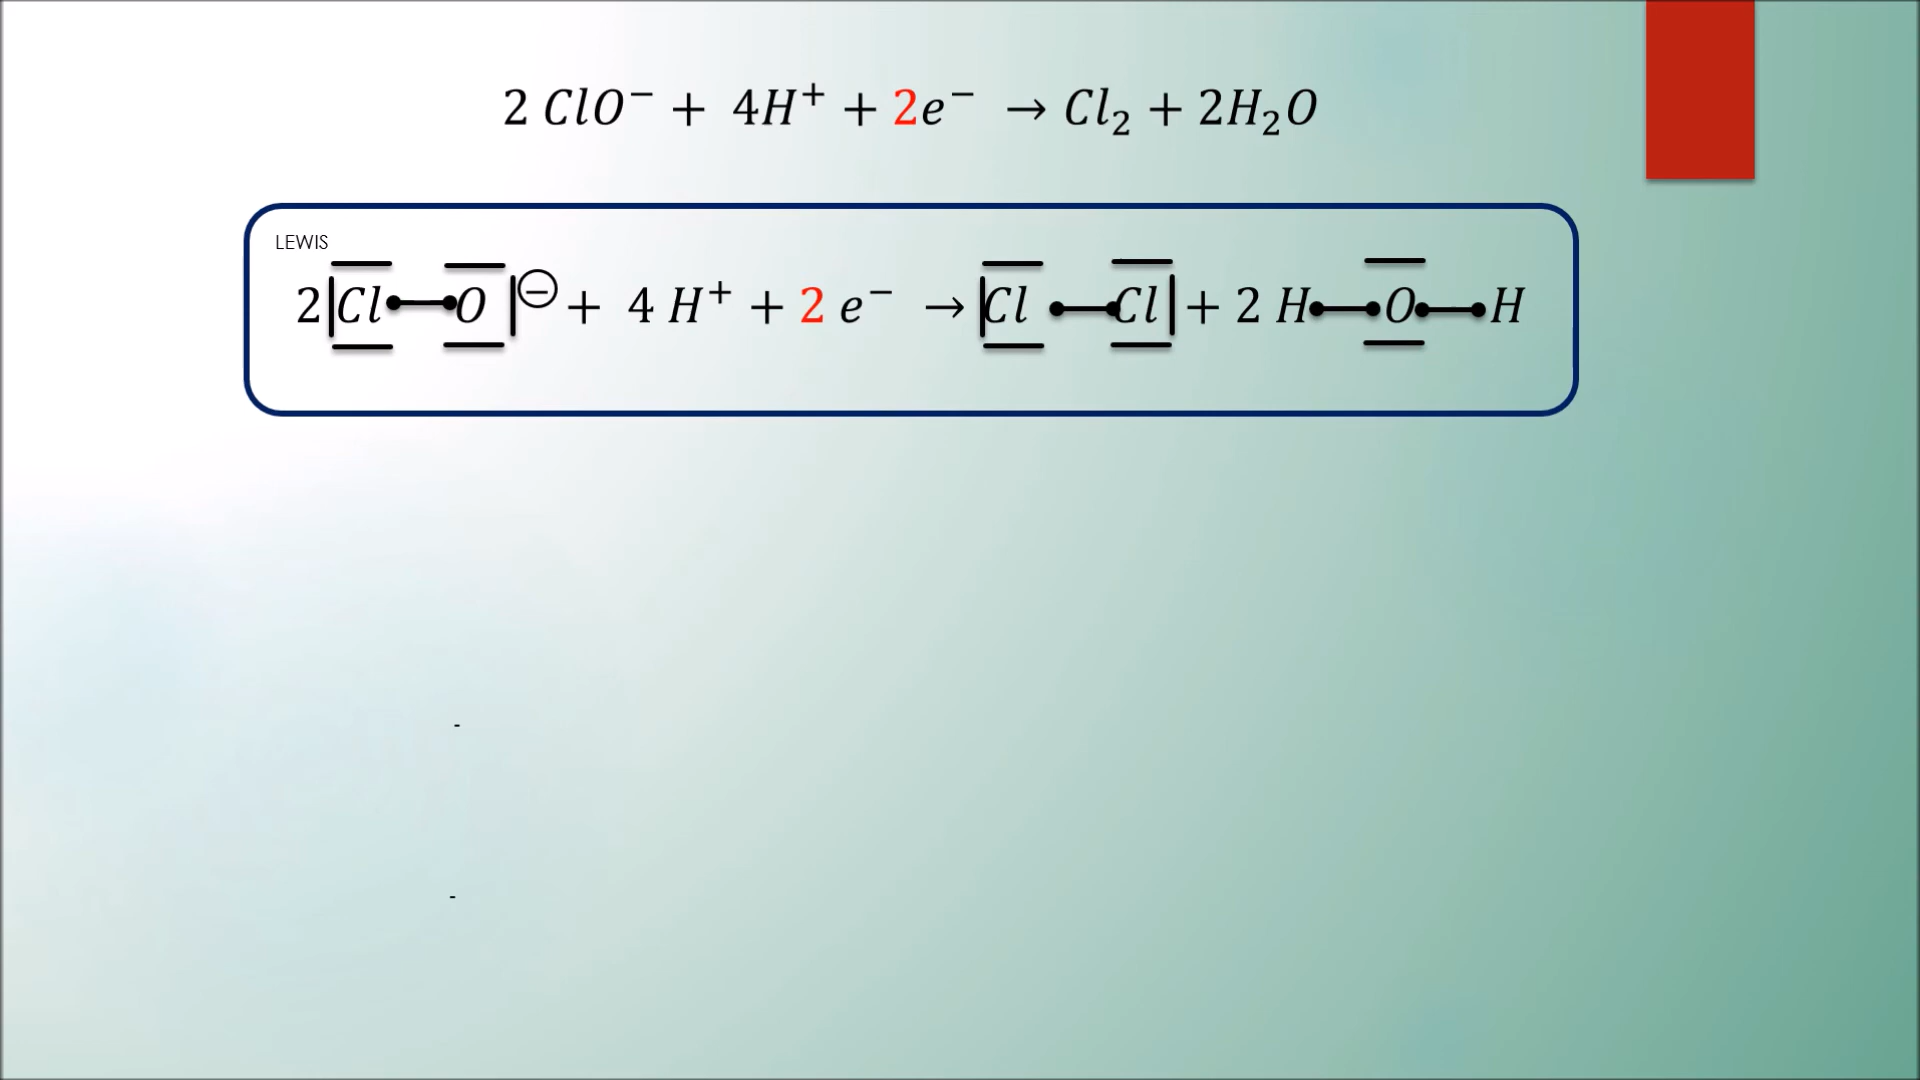 2 ClO⁻ + 4H⁺ + 2e⁻ → Cl₂ + 2H₂O
LEWIS
2|Cl—O|⊖ + 4 H⁺ + 2 e⁻ → |Cl—Cl| + 2 H—O—H
-
-